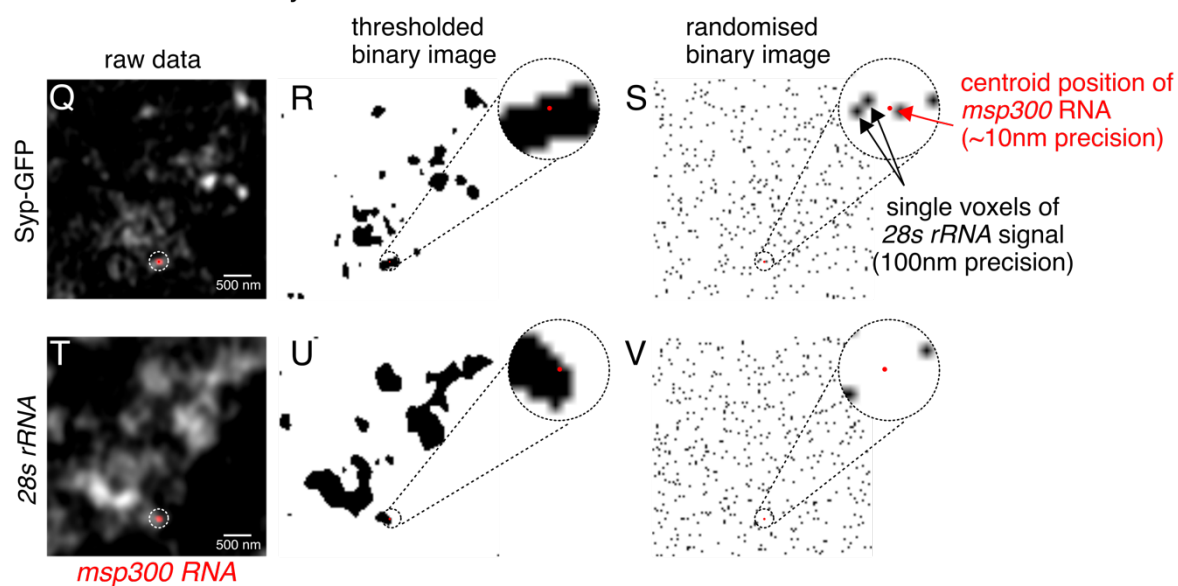 thresholded
binary image
randomised
binary image
raw data
Q
R
S
centroid position of
msp300 RNA
(~10nm precision)
Syp-GFP
single voxels of
28s rRNA signal
(100nm precision)
500 nm
T
U
V
28s rRNA
500 nm
msp300 RNA